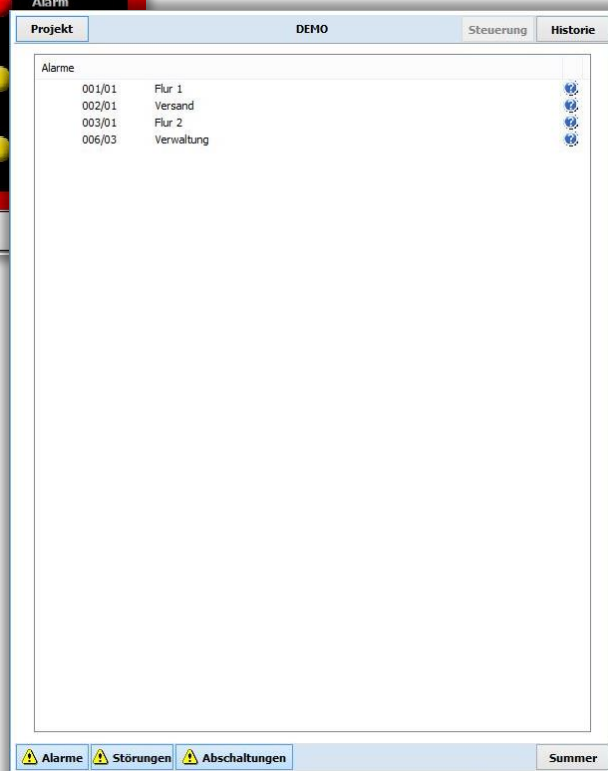 Alarm
Projekt DEMO Steuerung Historie
Alarme
001/01 Flur 1
002/01 Versand
003/01 Flur 2
006/03 Verwaltung
Alarme Störungen Abschaltungen Summer